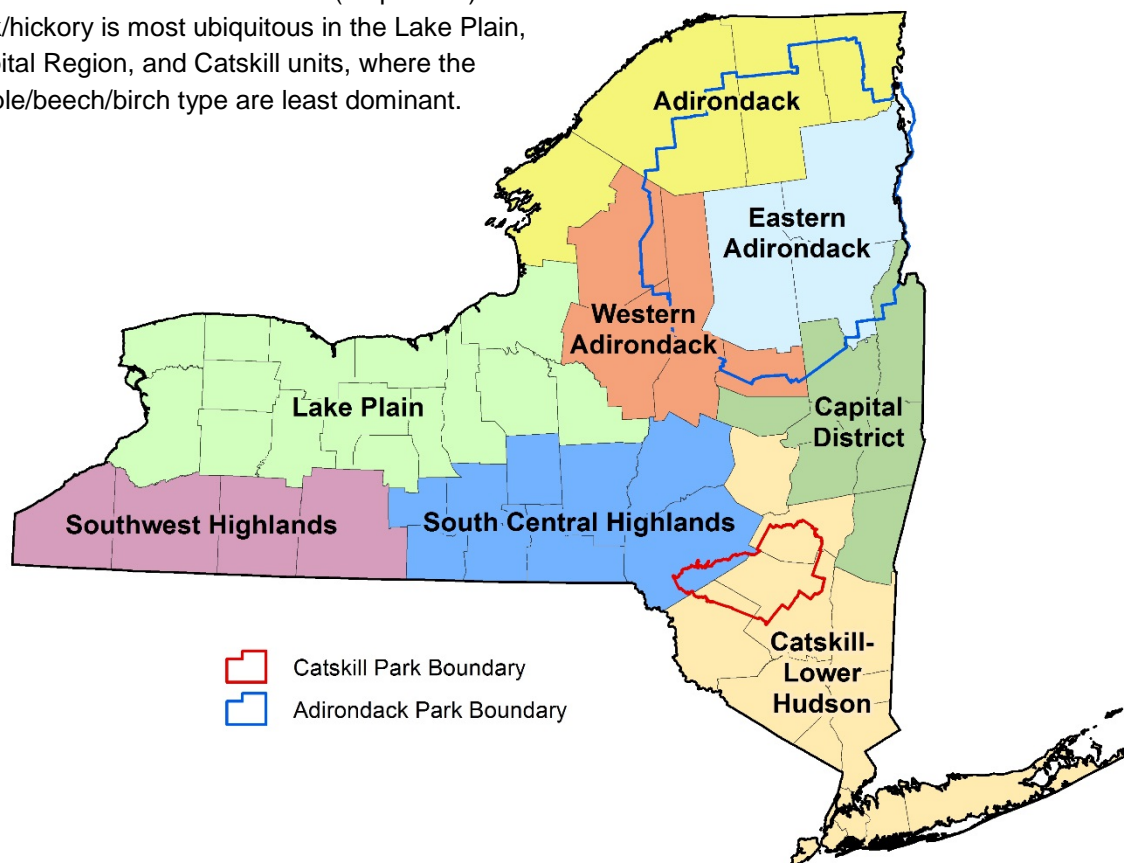 k/hickory is most ubiquitous in the Lake Plain,
pital Region, and Catskill units, where the
ple/beech/birch type are least dominant.
Adirondack
Eastern
Adirondack
Western
Adirondack
Lake Plain
Capital
District
Southwest Highlands
South Central Highlands
Catskill-
Lower
Hudson
Catskill Park Boundary
Adirondack Park Boundary